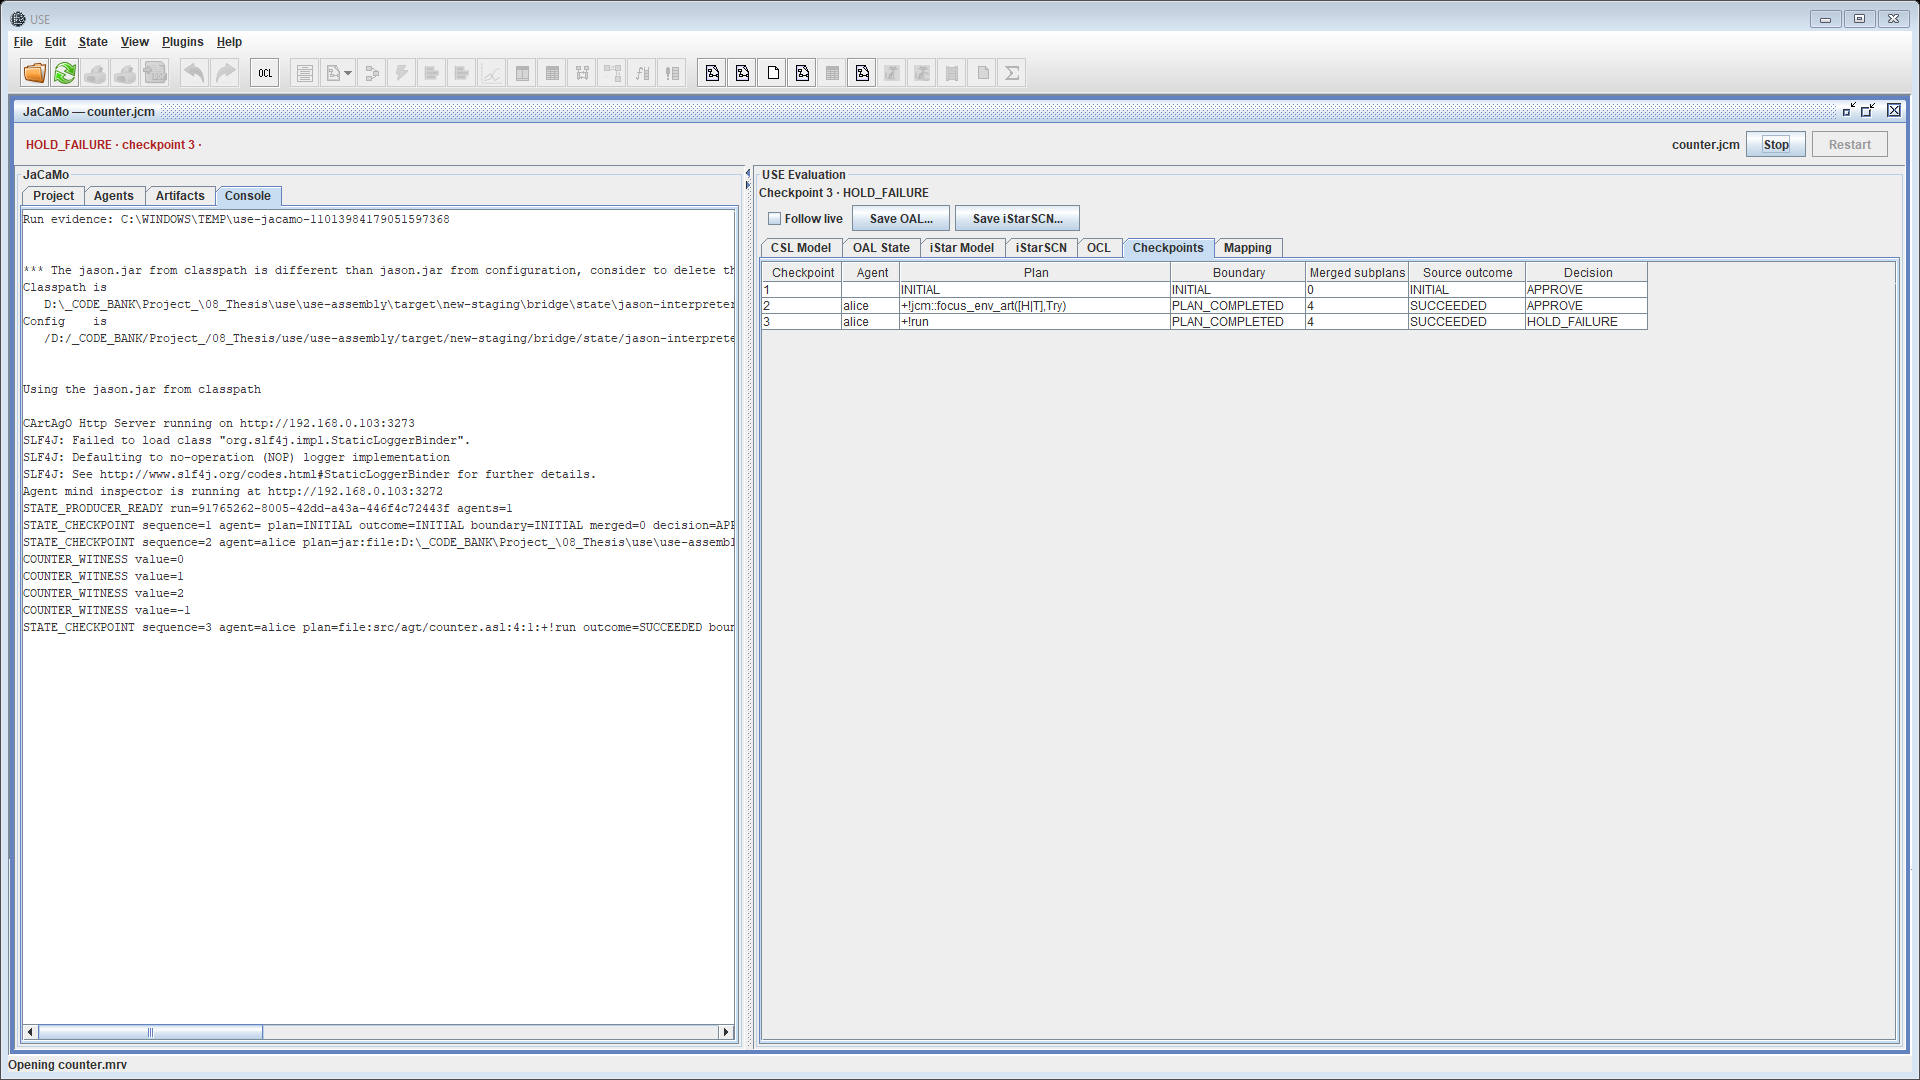 USE
File Edit State View Plugins Help
OCL
JaCaMo — counter.jcm
HOLD_FAILURE · checkpoint 3 ·
counter.jcm Stop Restart
JaCaMo
Project Agents Artifacts Console
Run evidence: C:\WINDOWS\TEMP\use-jacamo-11013984179051597368
*** The jason.jar from classpath is different than jason.jar from configuration, consider to delete th
Classpath is
D:\_CODE_BANK\Project_\08_Thesis\use\use-assembly\target\new-staging\bridge\state\jason-interprete
Config    is
/D:/_CODE_BANK/Project_/08_Thesis/use/use-assembly/target/new-staging/bridge/state/jason-interprete
Using the jason.jar from classpath
CArtAgO Http Server running on http://192.168.0.103:3273
SLF4J: Failed to load class "org.slf4j.impl.StaticLoggerBinder".
SLF4J: Defaulting to no-operation (NOP) logger implementation
SLF4J: See http://www.slf4j.org/codes.html#StaticLoggerBinder for further details.
Agent mind inspector is running at http://192.168.0.103:3272
STATE_PRODUCER_READY run=91765262-8005-42dd-a43a-446f4c72443f agents=1
STATE_CHECKPOINT sequence=1 agent= plan=INITIAL outcome=INITIAL boundary=INITIAL merged=0 decision=APP
STATE_CHECKPOINT sequence=2 agent=alice plan=jar:file:D:\_CODE_BANK\Project_\08_Thesis\use\use-assembl
COUNTER_WITNESS value=0
COUNTER_WITNESS value=1
COUNTER_WITNESS value=2
COUNTER_WITNESS value=-1
STATE_CHECKPOINT sequence=3 agent=alice plan=file:src/agt/counter.asl:4:1:+!run outcome=SUCCEEDED boun
USE Evaluation
Checkpoint 3 · HOLD_FAILURE
Follow live Save OAL... Save iStarSCN...
CSL Model OAL State iStar Model iStarSCN OCL Checkpoints Mapping
Checkpoint Agent Plan Boundary Merged subplans Source outcome Decision
1 INITIAL INITIAL 0 INITIAL APPROVE
2 alice +!jcm::focus_env_art([H|T],Try) PLAN_COMPLETED 4 SUCCEEDED APPROVE
3 alice +!run PLAN_COMPLETED 4 SUCCEEDED HOLD_FAILURE
Opening counter.mrv